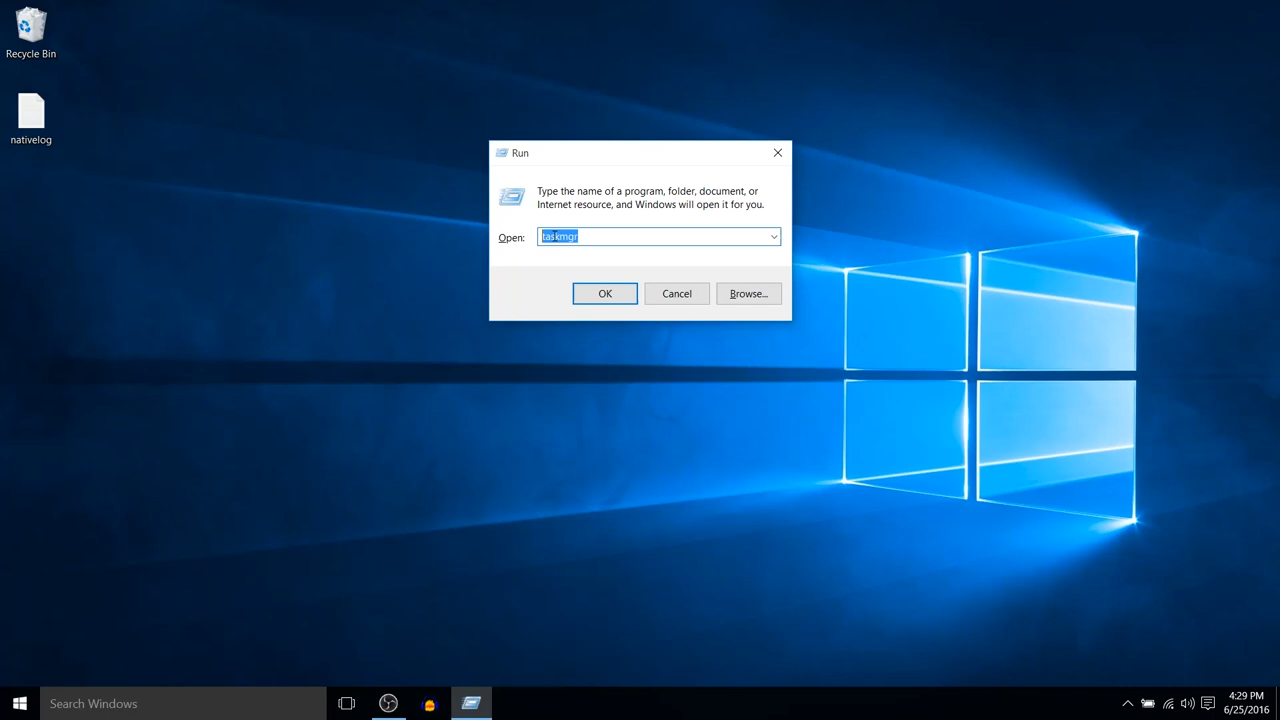 Recycle Bin
nativelog
Run
Type the name of a program, folder, document, or
Internet resource, and Windows will open it for you.
Open: taskmgr
OK Cancel Browse...
Search Windows
4:29 PM
6/25/2016